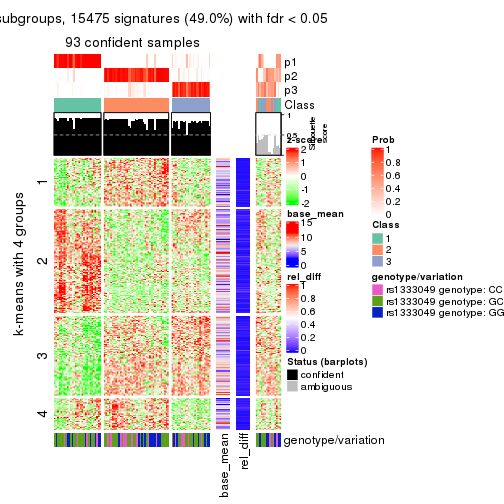 subgroups, 15475 signatures (49.0%) with fdr < 0.05
93 confident samples
p1
p2
p3
Class
1
0.5
Silhouette
score
k-means with 4 groups
1
2
3
4
z-score
2
1
0
-1
-2
base_mean
15
10
5
0
rel_diff
1
0.8
0.6
0.4
0.2
0
Status (barplots)
confident
ambiguous
Prob
1
0.8
0.6
0.4
0.2
0
Class
1
2
3
genotype/variation
rs1333049 genotype: CC
rs1333049 genotype: GC
rs1333049 genotype: GG
genotype/variation
base_mean
rel_diff